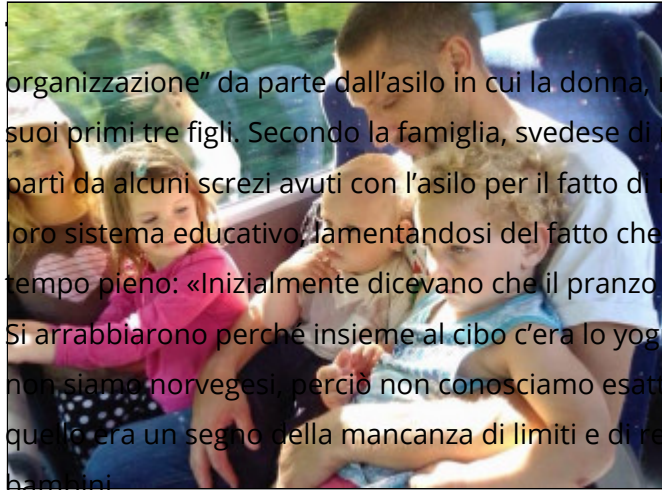 organizzazione” da parte dall’asilo in cui la donna,
suoi primi tre figli. Secondo la famiglia, svedese di
partì da alcuni screzi avuti con l’asilo per il fatto di
loro sistema educativo, lamentandosi del fatto che
tempo pieno: «Inizialmente dicevano che il pranzo
Si arrabbiarono perché insieme al cibo c’era lo yog
non siamo norvegesi, perciò non conosciamo esatt
quello era un segno della mancanza di limiti e di re
bambini